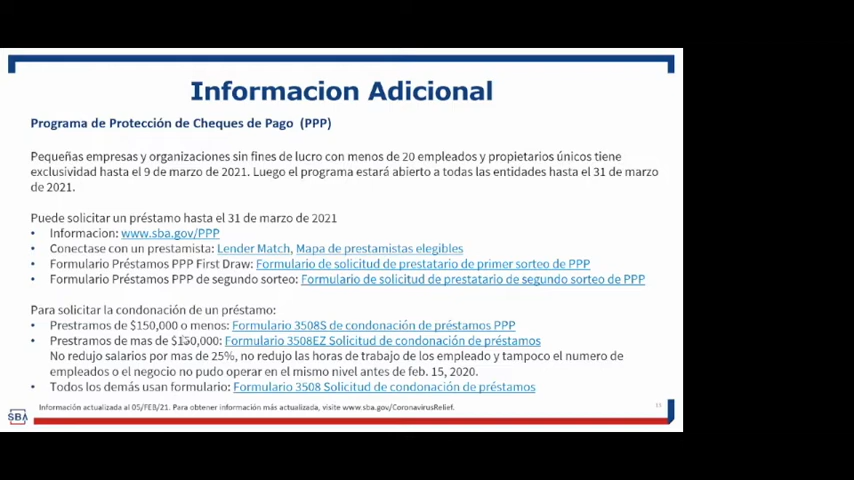 Informacion Adicional
Programa de Protección de Cheques de Pago (PPP)
Pequeñas empresas y organizaciones sin fines de lucro con menos de 20 empleados y propietarios únicos tiene
exclusividad hasta el 9 de marzo de 2021. Luego el programa estará abierto a todas las entidades hasta el 31 de marzo
de 2021.
Puede solicitar un préstamo hasta el 31 de marzo de 2021
• Informacion: www.sba.gov/PPP
• Conectase con un prestamista: Lender Match, Mapa de prestamistas elegibles
• Formulario Préstamos PPP First Draw: Formulario de solicitud de prestatario de primer sorteo de PPP
• Formulario Préstamos PPP de segundo sorteo: Formulario de solicitud de prestatario de segundo sorteo de PPP
Para solicitar la condonación de un préstamo:
• Prestramos de $150,000 o menos: Formulario 3508S de condonación de préstamos PPP
• Prestramos de mas de $150,000: Formulario 3508EZ Solicitud de condonación de préstamos
No redujo salarios por mas de 25%, no redujo las horas de trabajo de los empleado y tampoco el numero de
empleados o el negocio no pudo operar en el mismo nivel antes de feb. 15, 2020.
• Todos los demás usan formulario: Formulario 3508 Solicitud de condonación de préstamos
Información actualizada al 05/FEB/21. Para obtener información más actualizada, visite www.sba.gov/CoronavirusRelief.
SBA